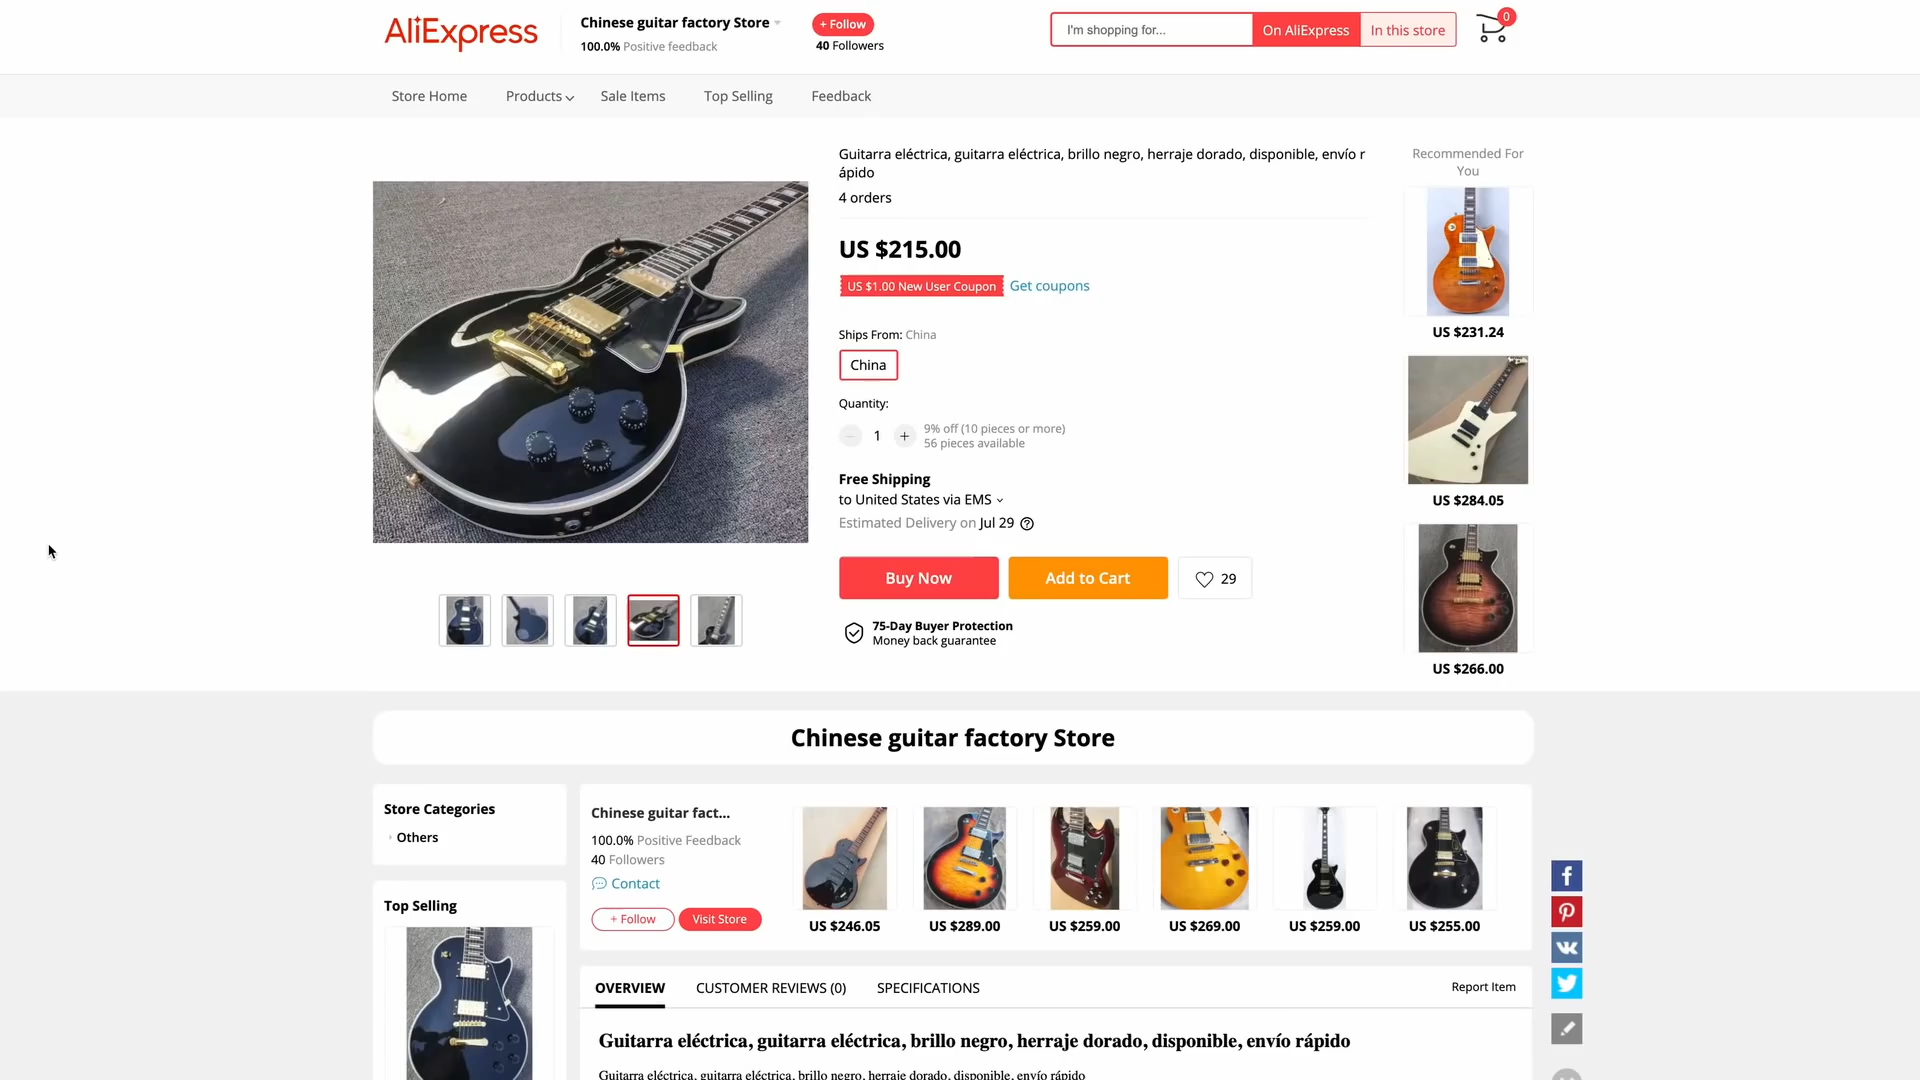 AliExpress
Chinese guitar factory Store
100.0% Positive feedback
+ Follow
40 Followers
I'm shopping for...
On AliExpress
In this store
0
Store Home
Products
Sale Items
Top Selling
Feedback
Guitarra eléctrica, guitarra eléctrica, brillo negro, herraje dorado, disponible, envío r
ápido
4 orders
US $215.00
US $1.00 New User Coupon
Get coupons
Ships From: China
China
Quantity:
1
+
9% off (10 pieces or more)
56 pieces available
Free Shipping
to United States via EMS
Estimated Delivery on Jul 29
Buy Now
Add to Cart
29
75-Day Buyer Protection
Money back guarantee
Recommended For
You
US $231.24
US $284.05
US $266.00
Chinese guitar factory Store
Store Categories
Others
Top Selling
Chinese guitar fact...
100.0% Positive Feedback
40 Followers
Contact
+ Follow
Visit Store
US $246.05
US $289.00
US $259.00
US $269.00
US $259.00
US $255.00
OVERVIEW
CUSTOMER REVIEWS (0)
SPECIFICATIONS
Report Item
Guitarra eléctrica, guitarra eléctrica, brillo negro, herraje dorado, disponible, envío rápido
Guitarra eléctrica, guitarra eléctrica, brillo negro, herraje dorado, disponible, envío rápido